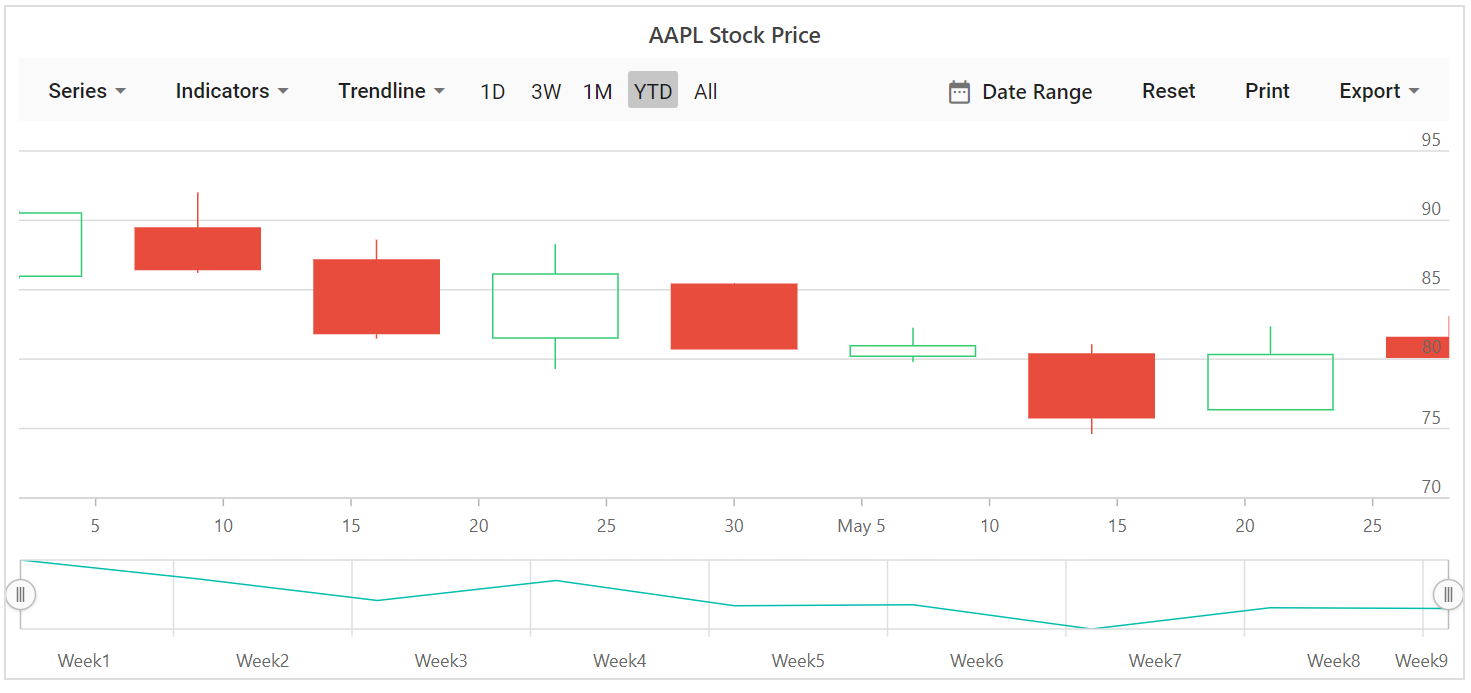 AAPL Stock Price
Series Indicators Trendline 1D 3W 1M YTD All Date Range Reset Print Export
95
90
85
80
75
70
5 10 15 20 25 30 May 5 10 15 20 25
Week1 Week2 Week3 Week4 Week5 Week6 Week7 Week8 Week9